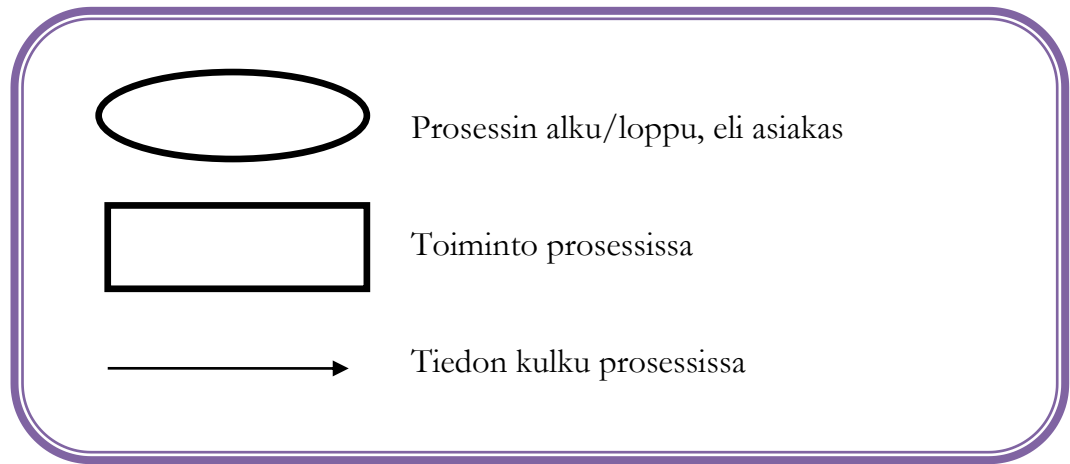 Prosessin alku/loppu, eli asiakas
Toiminto prosessissa
Tiedon kulku prosessissa